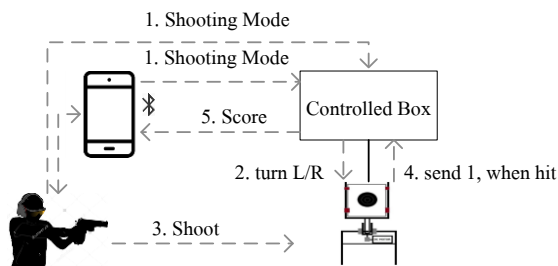 1. Shooting Mode
1. Shooting Mode
Controlled Box
5. Score
2. turn L/R
4. send 1, when hit
3. Shoot